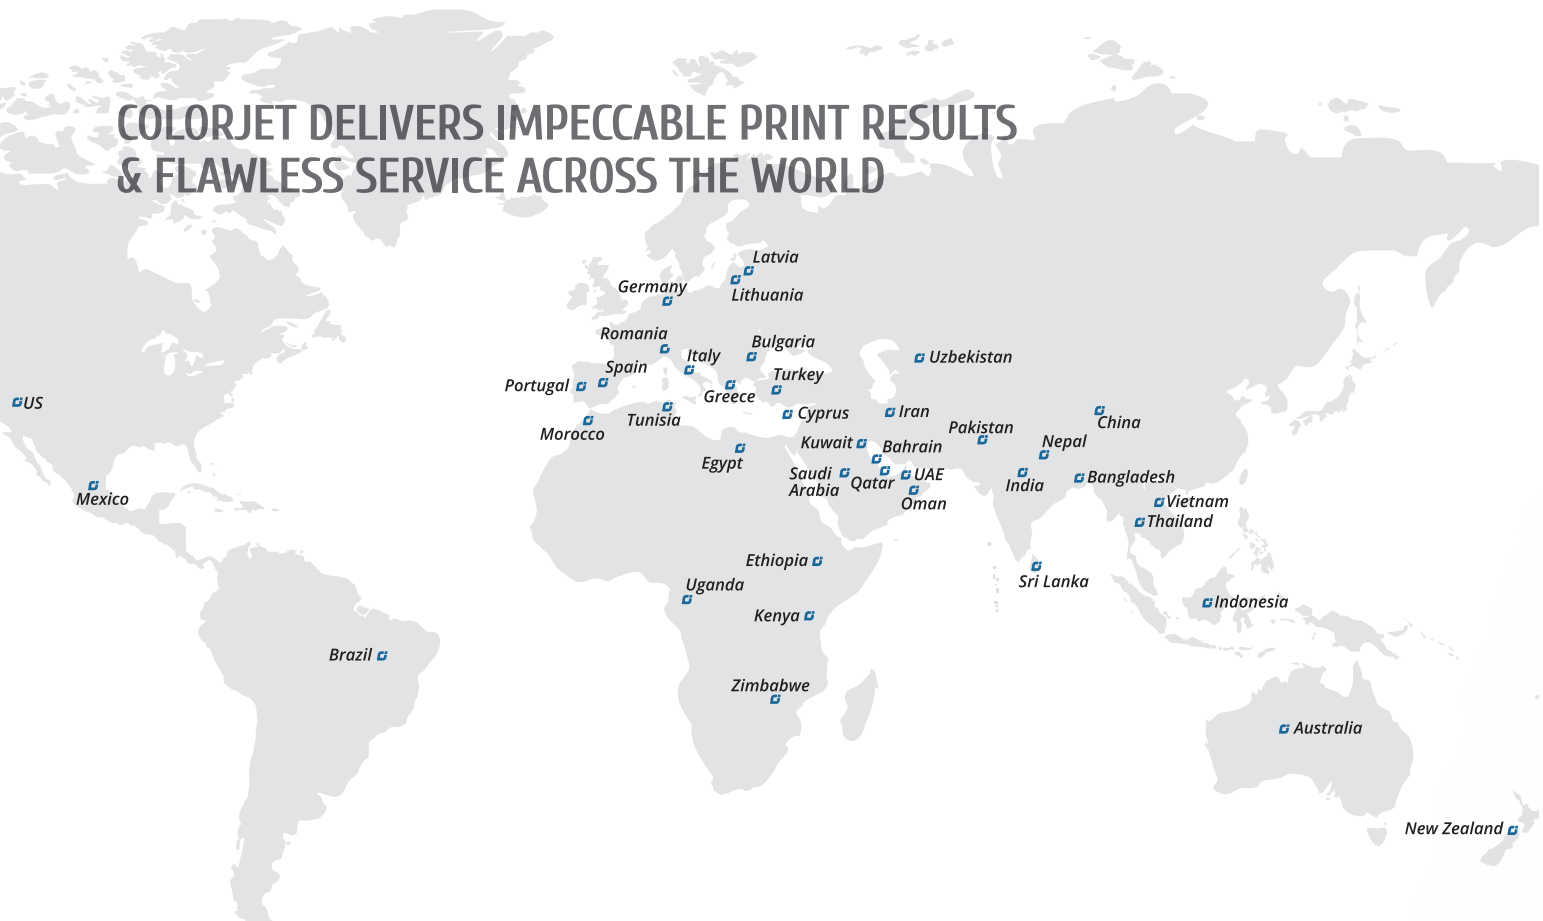 COLORJET DELIVERS IMPECCABLE PRINT RESULTS
& FLAWLESS SERVICE ACROSS THE WORLD
Latvia
Germany
Lithuania
Romania
Bulgaria
Italy
Uzbekistan
Spain
Turkey
Portugal
Greece
US
Cyprus
Iran
Tunisia
China
Pakistan
Morocco
Kuwait
Nepal
Bahrain
Egypt
Saudi
Arabia
UAE
Qatar
Bangladesh
India
Mexico
Vietnam
Oman
Thailand
Ethiopia
Sri Lanka
Uganda
Indonesia
Kenya
Brazil
Zimbabwe
Australia
New Zealand